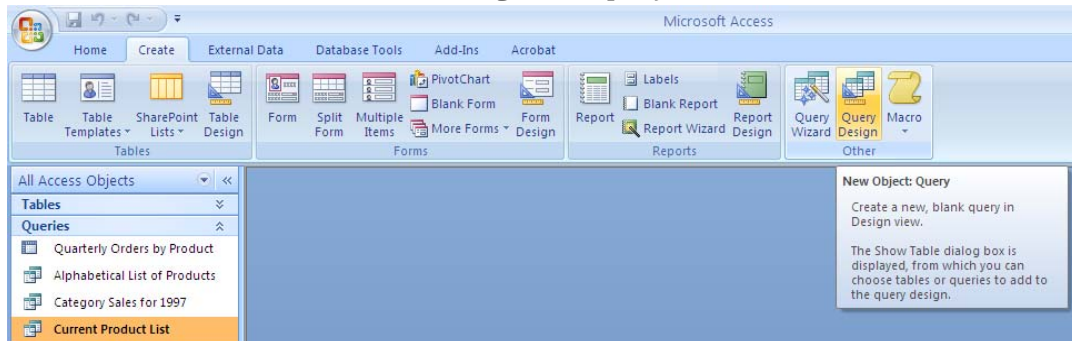 Microsoft Access
Home Create External Data Database Tools Add-Ins Acrobat
Table
Table Templates
SharePoint Lists
Table Design
Tables
Form
Split Form
Multiple Items
PivotChart
Blank Form
More Forms
Form Design
Forms
Report
Labels
Blank Report
Report Wizard
Report Design
Reports
Query Wizard
Query Design
Macro
Other
All Access Objects
Tables
Queries
Quarterly Orders by Product
Alphabetical List of Products
Category Sales for 1997
Current Product List
New Object: Query
Create a new, blank query in
Design view.
The Show Table dialog box is
displayed, from which you can
choose tables or queries to add to
the query design.